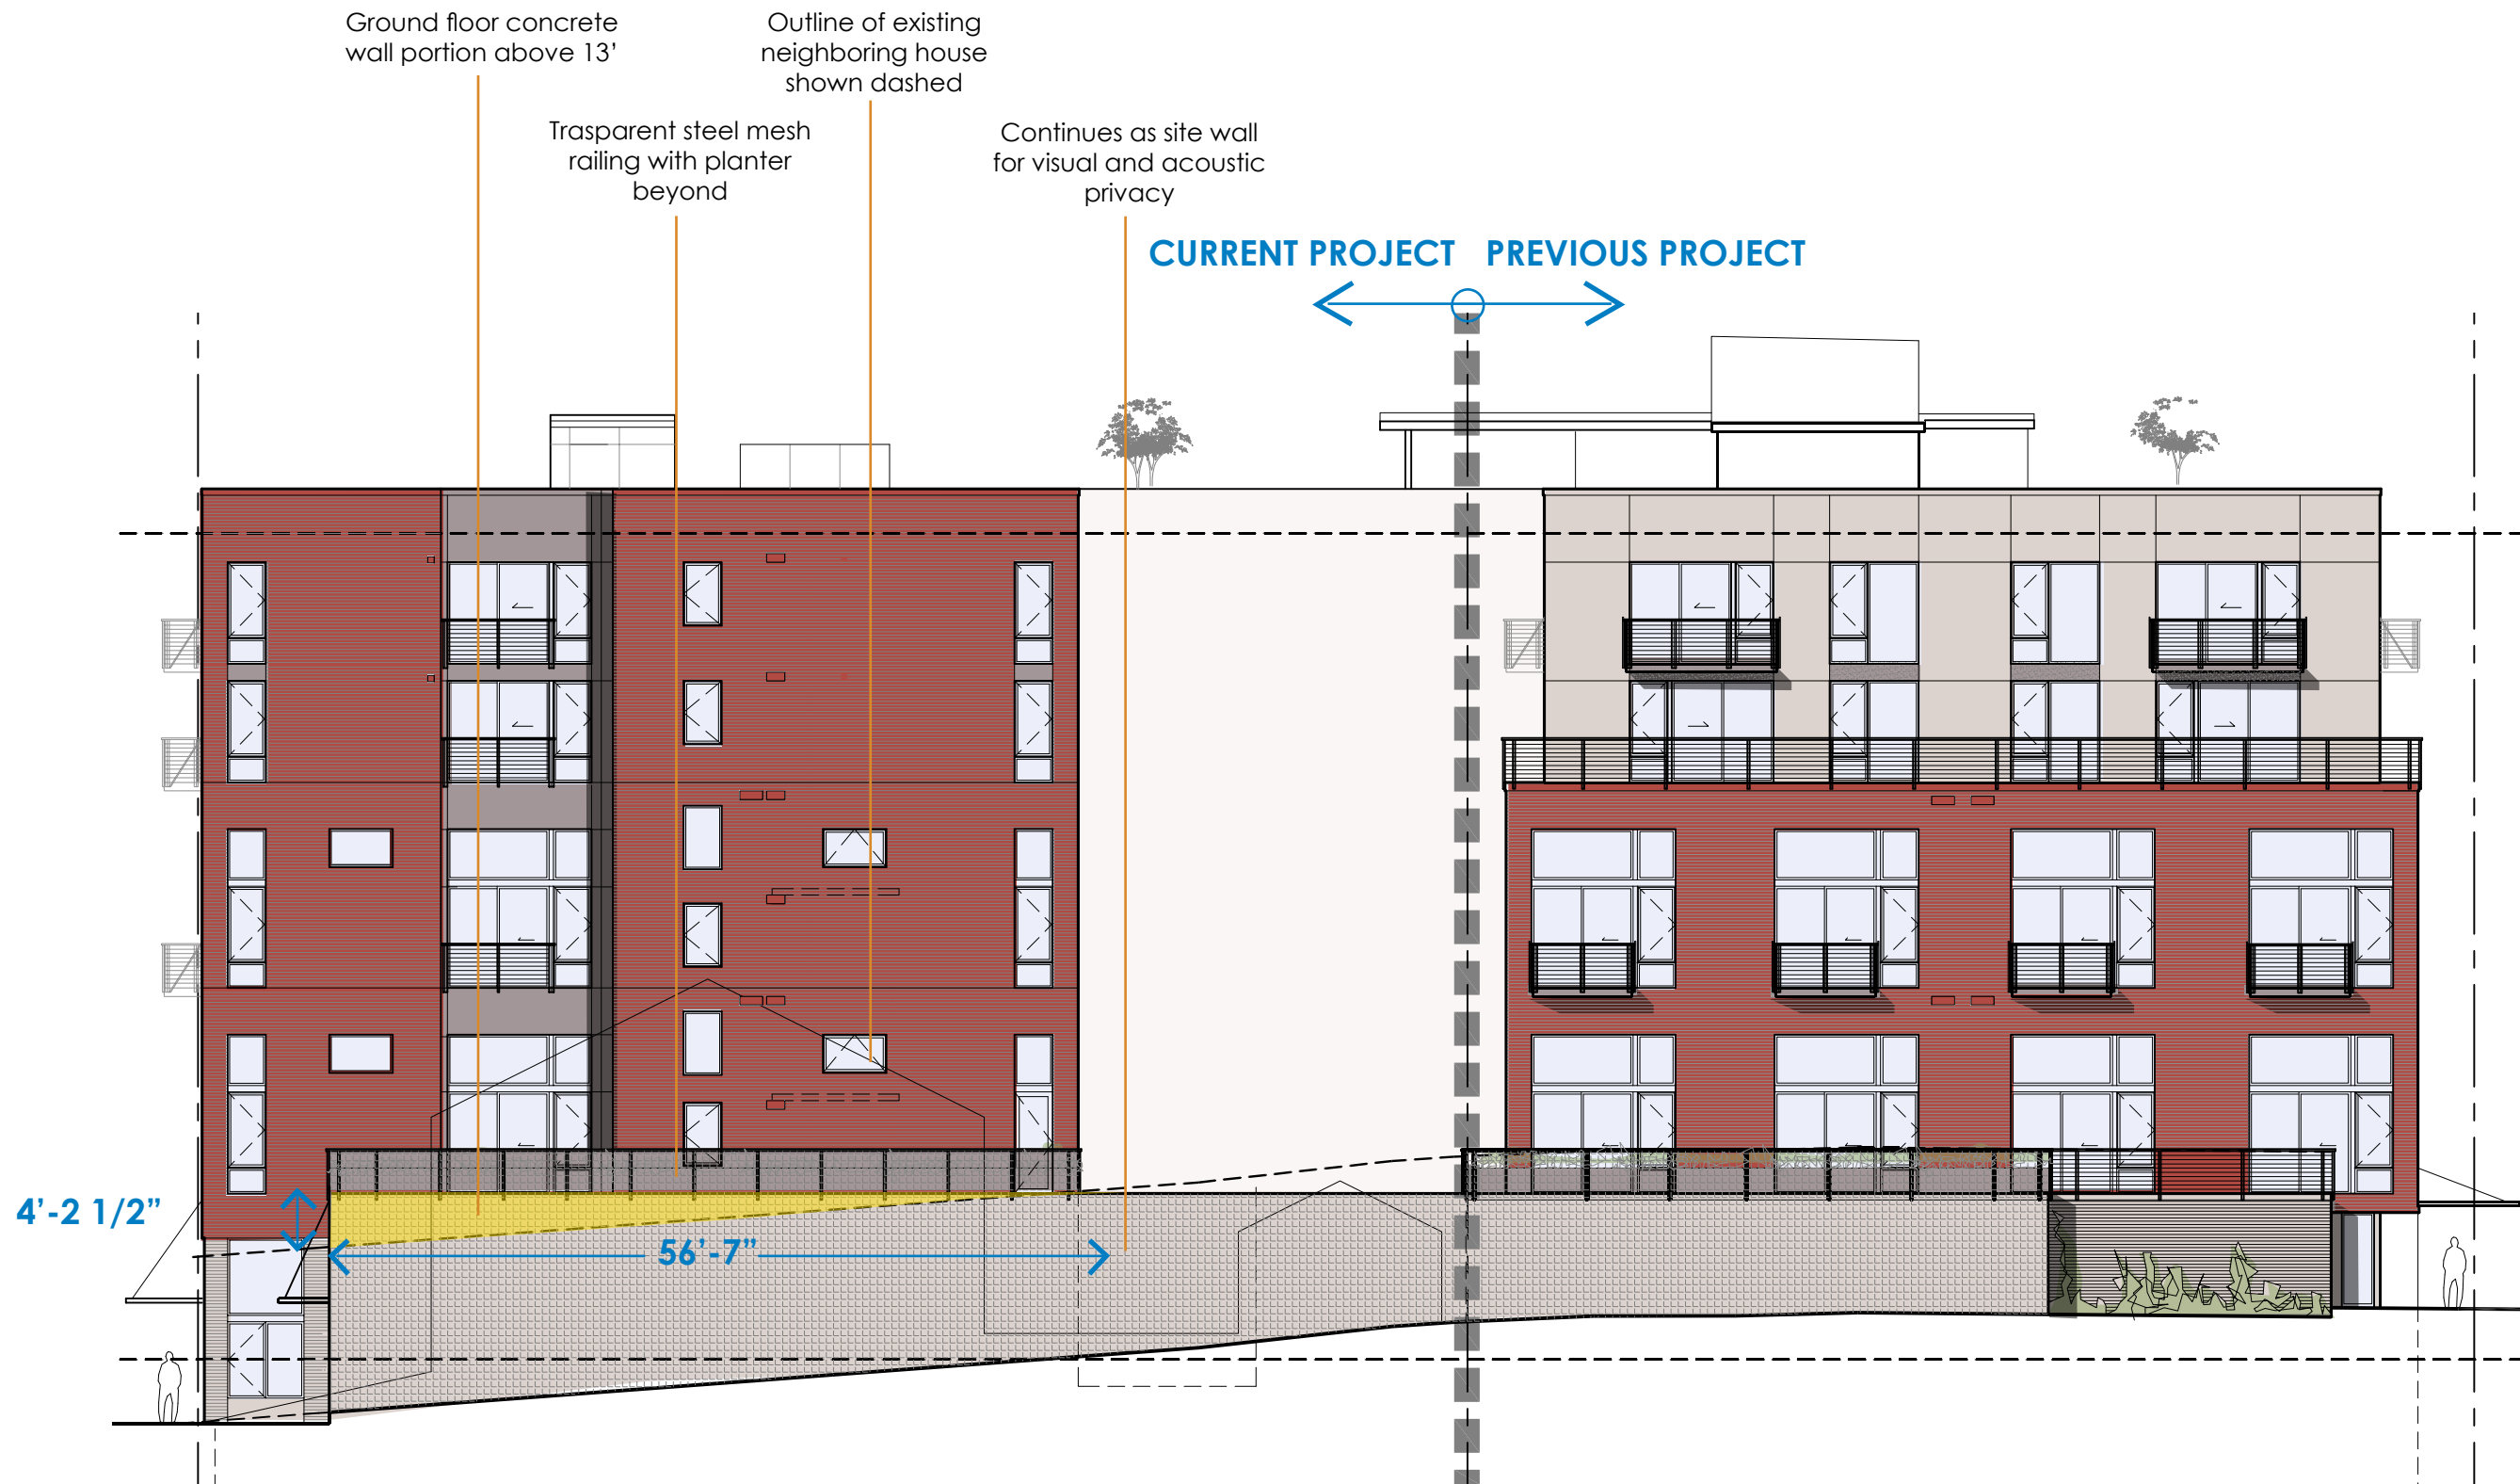 Ground floor concrete
wall portion above 13’
Outline of existing
neighboring house
shown dashed
Trasparent steel mesh
railing with planter
beyond
Continues as site wall
for visual and acoustic
privacy
CURRENT PROJECT
PREVIOUS PROJECT
4’-2 1/2”
56’-7”